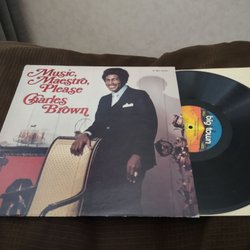 Music,
Maestro,
Please
Charles
Brown
big town